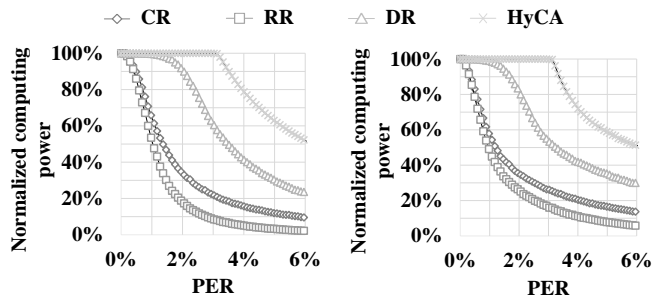 CR RR DR HyCA
Normalized computing
power
100%
80%
60%
40%
20%
0%
0% 2% 4% 6%
PER
Normalized computing
power
100%
80%
60%
40%
20%
0%
0% 2% 4% 6%
PER